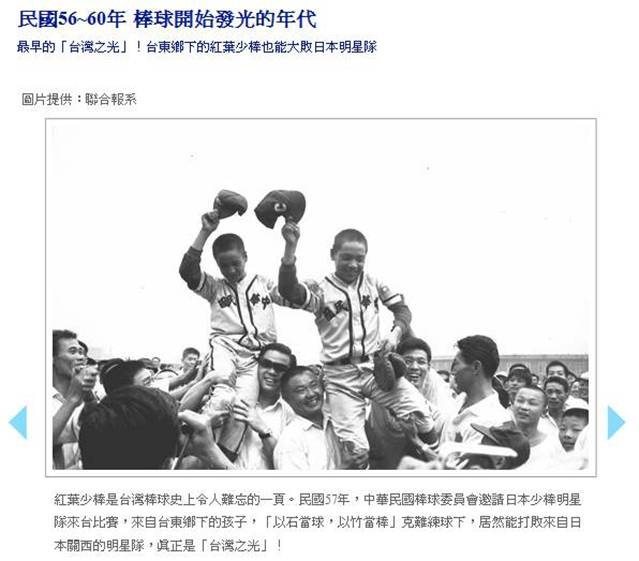 民國56~60年 棒球開始發光的年代
最早的「台灣之光」！台東鄉下的紅葉少棒也能大敗日本明星隊
圖片提供：聯合報系
紅葉少棒是台灣棒球史上令人難忘的一頁。民國57年，中華民國棒球委員會邀請日本少棒明星
隊來台比賽，來自台東鄉下的孩子，「以石當球，以竹當棒」克難練球下，居然能打敗來自日
本關西的明星隊，眞正是「台灣之光」！